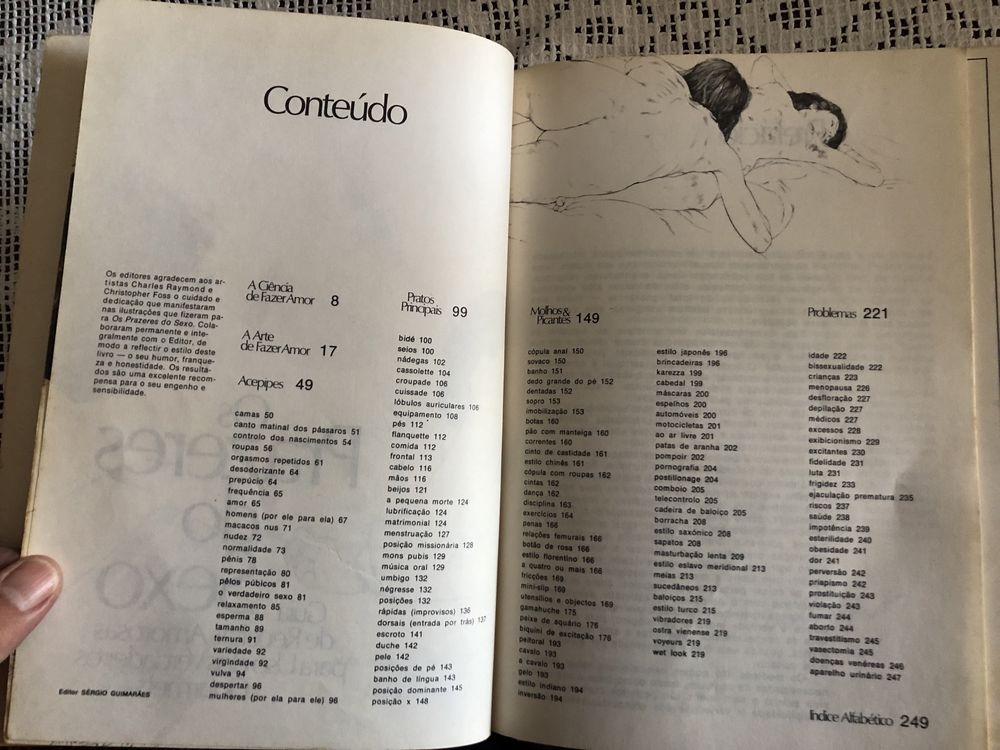 Conteúdo
Os editores agradecem aos ar-
tistas Charles Raymond e
Christopher Foss o cuidado e
dedicação que manifestaram
nas ilustrações que fizeram pa-
ra Os Prazeres do Sexo. Cola-
boraram permanente e inte-
gralmente com o Editor, de
modo a reflectir o estilo deste
livro — o seu humor, franque-
za e honestidade. Os resulta-
dos são uma excelente recom-
pensa para o seu engenho e
sensibilidade.
Editor SÉRGIO GUIMARÃES
A Ciência
de Fazer Amor 8
A Arte
de Fazer Amor 17
Acepipes 49
camas 50
canto matinal dos pássaros 51
controlo dos nascimentos 54
roupas 56
orgasmos repetidos 61
desodorizante 64
prepúcio 64
frequência 65
amor 65
homens (por ele para ela) 67
macacos nus 71
nudez 72
normalidade 73
pénis 78
representação 80
pêlos púbicos 81
o verdadeiro sexo 81
relaxamento 85
esperma 88
tamanho 89
ternura 91
variedade 92
virgindade 92
vulva 94
despertar 96
mulheres (por ela para ele) 96
Pratos
Principais 99
bidé 100
seios 100
nádegas 102
cassolette 104
croupade 106
cuissade 106
lóbulos auriculares 106
equipamento 108
pés 112
flanquette 112
comida 112
frontal 113
cabelo 116
mãos 116
beijos 121
a pequena morte 124
lubrificação 124
matrimonial 124
menstruação 127
posição missionária 128
mons pubis 129
música oral 129
umbigo 132
négresse 132
posições 132
rápidas (improvisos) 136
dorsais (entrada por trás) 137
escroto 141
duche 142
pele 142
posições de pé 143
banho de língua 143
posição dominante 145
posição x 148
Molhos &
Picantes 149
cópula anal 150
sovaco 150
banho 151
dedo grande do pé 152
dentadas 152
sopro 153
imobilização 153
botas 160
pão com manteiga 160
correntes 160
cinto de castidade 161
estilo chinês 161
cópula com roupas 162
cintas 162
dança 162
disciplina 163
exercícios 164
penas 166
relações femurais 166
botão de rosa 166
estilo florentino 166
a quatro ou mais 166
fricções 169
mini-slip 169
utensílios e objectos 169
gamahuche 175
peixe de aquário 176
biquini de excitação 176
peitoral 193
cavalo 193
a cavalo 193
gelo 193
estilo indiano 194
inversão 194
estilo japonês 196
brincadeiras 196
karezza 199
cabedal 199
máscaras 200
espelhos 200
automóveis 200
motocicletas 201
ao ar livre 201
patas de aranha 202
pompoir 202
pornografia 204
postillonage 204
comboio 205
telecontrolo 205
cadeira de baloiço 205
borracha 208
estilo saxónico 208
sapatos 208
masturbação lenta 209
estilo eslavo meridional 213
meias 213
sucedâneos 213
baloiços 215
estilo turco 215
vibradores 219
ostra vienense 219
voyeurs 219
wet look 219
Problemas 221
idade 222
bissexualidade 222
crianças 223
menopausa 226
desfloração 227
depilação 227
médicos 227
excessos 228
exibicionismo 229
excitantes 230
fidelidade 231
luta 231
frigidez 233
ejaculação prematura 235
riscos 237
saúde 238
impotência 239
esterilidade 240
obesidade 241
dor 241
perversão 242
priapismo 242
prostituição 243
violação 243
fumar 244
aborto 244
travestitismo 245
vasectomia 245
doenças venéreas 246
aparelho urinário 247
Índice Alfabético 249